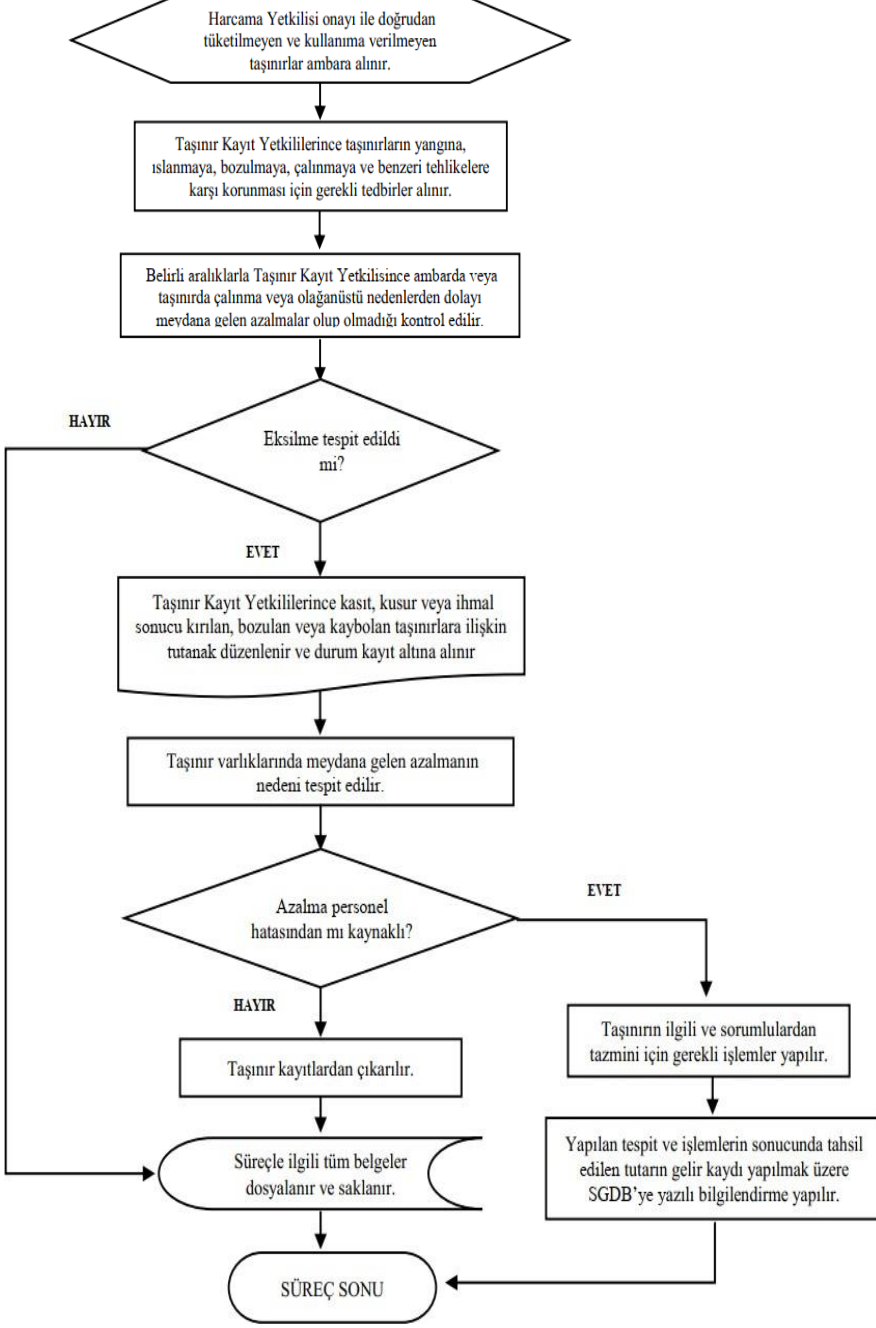 Harcama Yetkilisi onayı ile doğrudan
tüketilmeyen ve kullanıma verilmeyen
taşınırlar ambara alınır.
Taşınır Kayıt Yetkililerince taşınırların yangına,
ıslanmaya, bozulmaya, çalınmaya ve benzeri tehlikelere
karşı korunması için gerekli tedbirler alınır.
Belirli aralıklarla Taşınır Kayıt Yetkilisince ambarda veya
taşınırda çalınma veya olağanüstü nedenlerden dolayı
meydana gelen azalmalar olup olmadığı kontrol edilir.
HAYIR
Eksilme tespit edildi
mi?
EVET
Taşınır Kayıt Yetkililerince kasıt, kusur veya ihmal
sonucu kırılan, bozulan veya kaybolan taşınırlara ilişkin
tutanak düzenlenir ve durum kayıt altına alınır
Taşınır varlıklarında meydana gelen azalmanın
nedeni tespit edilir.
EVET
Azalma personel
hatasından mı kaynaklı?
HAYIR
Taşınırın ilgili ve sorumlulardan
tazmini için gerekli işlemler yapılır.
Taşınır kayıtlardan çıkarılır.
Yapılan tespit ve işlemlerin sonucunda tahsil
edilen tutarın gelir kaydı yapılmak üzere
SGDB’ye yazılı bilgilendirme yapılır.
Süreçle ilgili tüm belgeler
dosyalanır ve saklanır.
SÜREÇ SONU